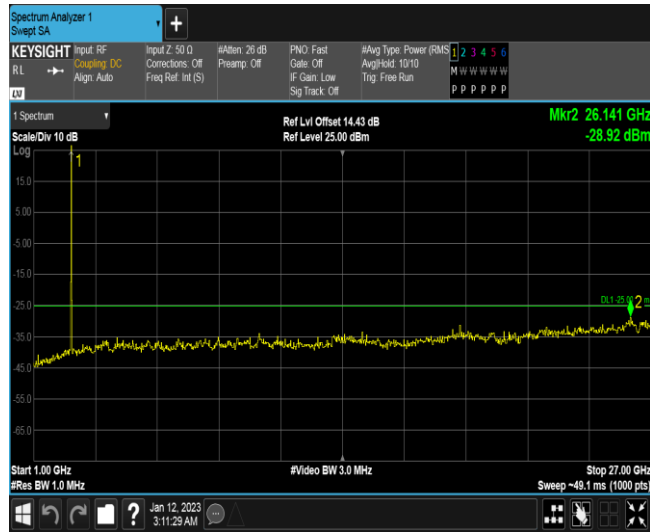 Spectrum Analyzer 1
Swept SA
KEYSIGHT
RL
LXI
Input: RF
Coupling: DC
Align: Auto
Input Z: 50 Ω
Corrections: Off
Freq Ref: Int (S)
#Atten: 26 dB
Preamp: Off
PNO: Fast
Gate: Off
IF Gain: Low
Sig Track: Off
#Avg Type: Power (RMS
Avg|Hold: 10/10
Trig: Free Run
1 2 3 4 5 6
M W W W W W
P P P P P P
1 Spectrum
Scale/Div 10 dB
Log
Ref Lvl Offset 14.43 dB
Ref Level 25.00 dBm
Mkr2 26.141 GHz
-28.92 dBm
1
15.0
5.00
-5.00
-15.0
-25.0
DL1 -25.00
2
-35.0
-45.0
-55.0
-65.0
Start 1.00 GHz
#Res BW 1.0 MHz
#Video BW 3.0 MHz
Stop 27.00 GHz
Sweep ~49.1 ms (1000 pts)
?
Jan 12, 2023
3:11:29 AM